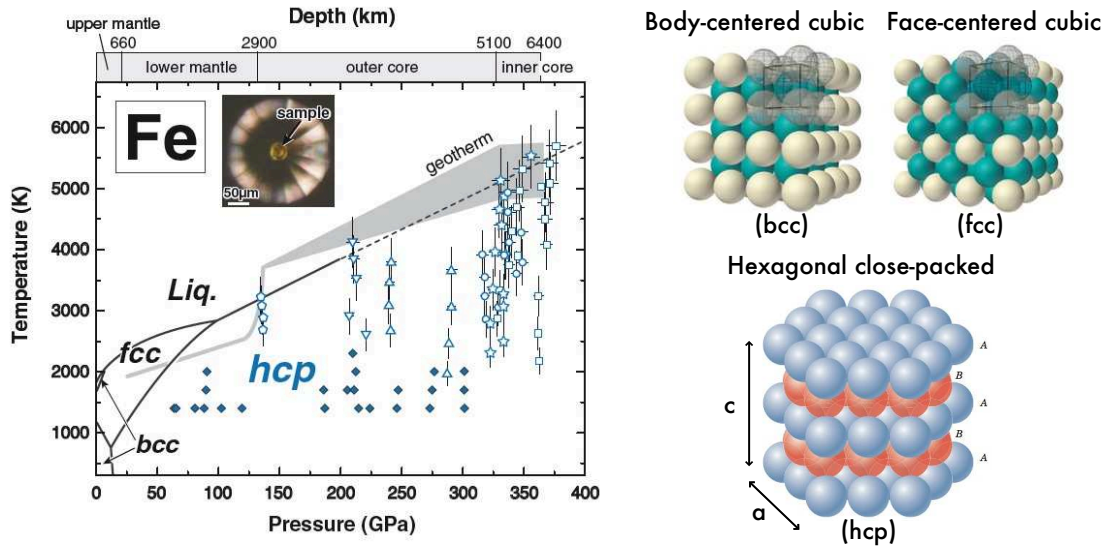 Depth (km)
upper mantle
660 2900 5100 6400
lower mantle outer core inner core
Fe
sample
50μm
geotherm
Liq.
fcc
hcp
bcc
Temperature (K)
6000
5000
4000
3000
2000
1000
0 50 100 150 200 250 300 350 400
Pressure (GPa)
Body-centered cubic
(bcc)
Face-centered cubic
(fcc)
Hexagonal close-packed
A
B
A
B
A
c
a
(hcp)